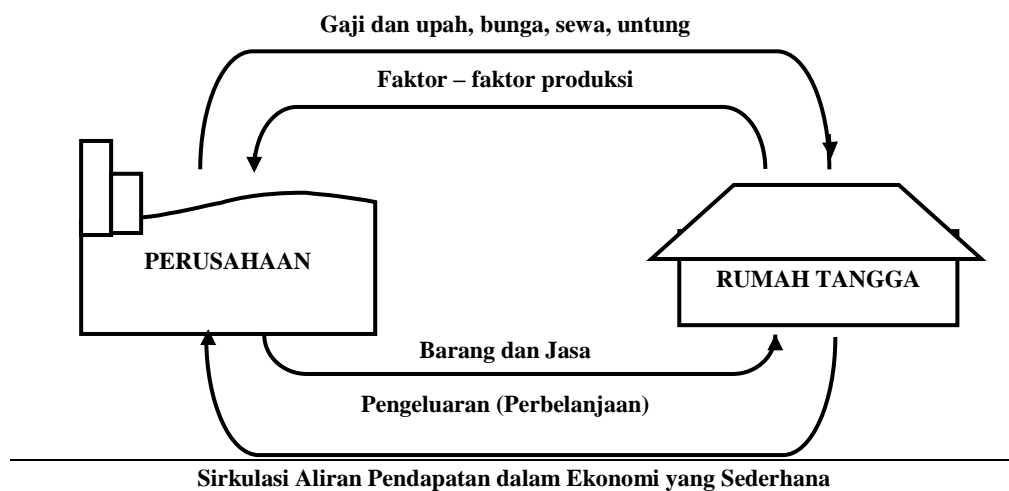 Gaji dan upah, bunga, sewa, untung
Faktor – faktor produksi
PERUSAHAAN
RUMAH TANGGA
Barang dan Jasa
Pengeluaran (Perbelanjaan)
Sirkulasi Aliran Pendapatan dalam Ekonomi yang Sederhana